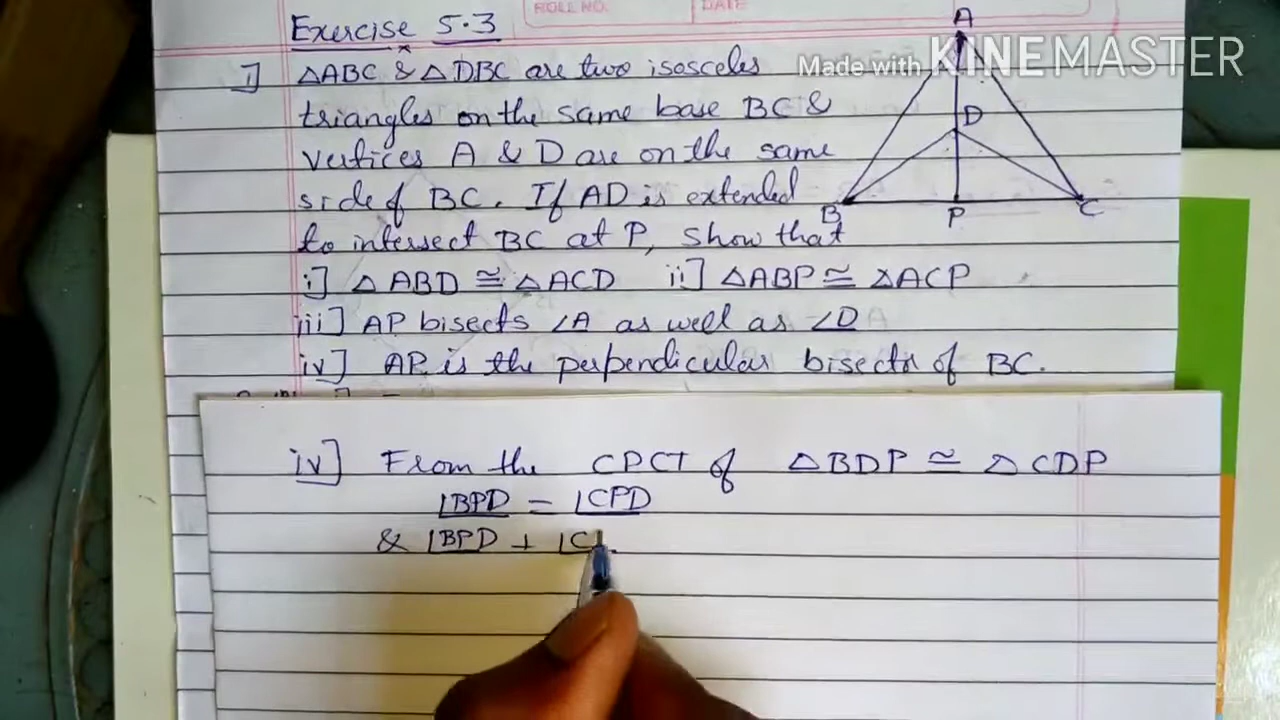 ROLL NO. DATE
Exercise 5.3
Made with KINEMASTER
1] △ABC & △DBC are two isosceles
triangles on the same base BC &
vertices A & D are on the same
side of BC. If AD is extended
to intersect BC at P, show that
i] △ABD ≅ △ACD ii] △ABP ≅ △ACP
iii] AP bisects ∠A as well as ∠D
iv] AP is the perpendicular bisector of BC.
A
D
B
P
C
iv] From the CPCT of △BDP ≅ △CDP
∠BPD = ∠CPD
& ∠BPD + ∠C